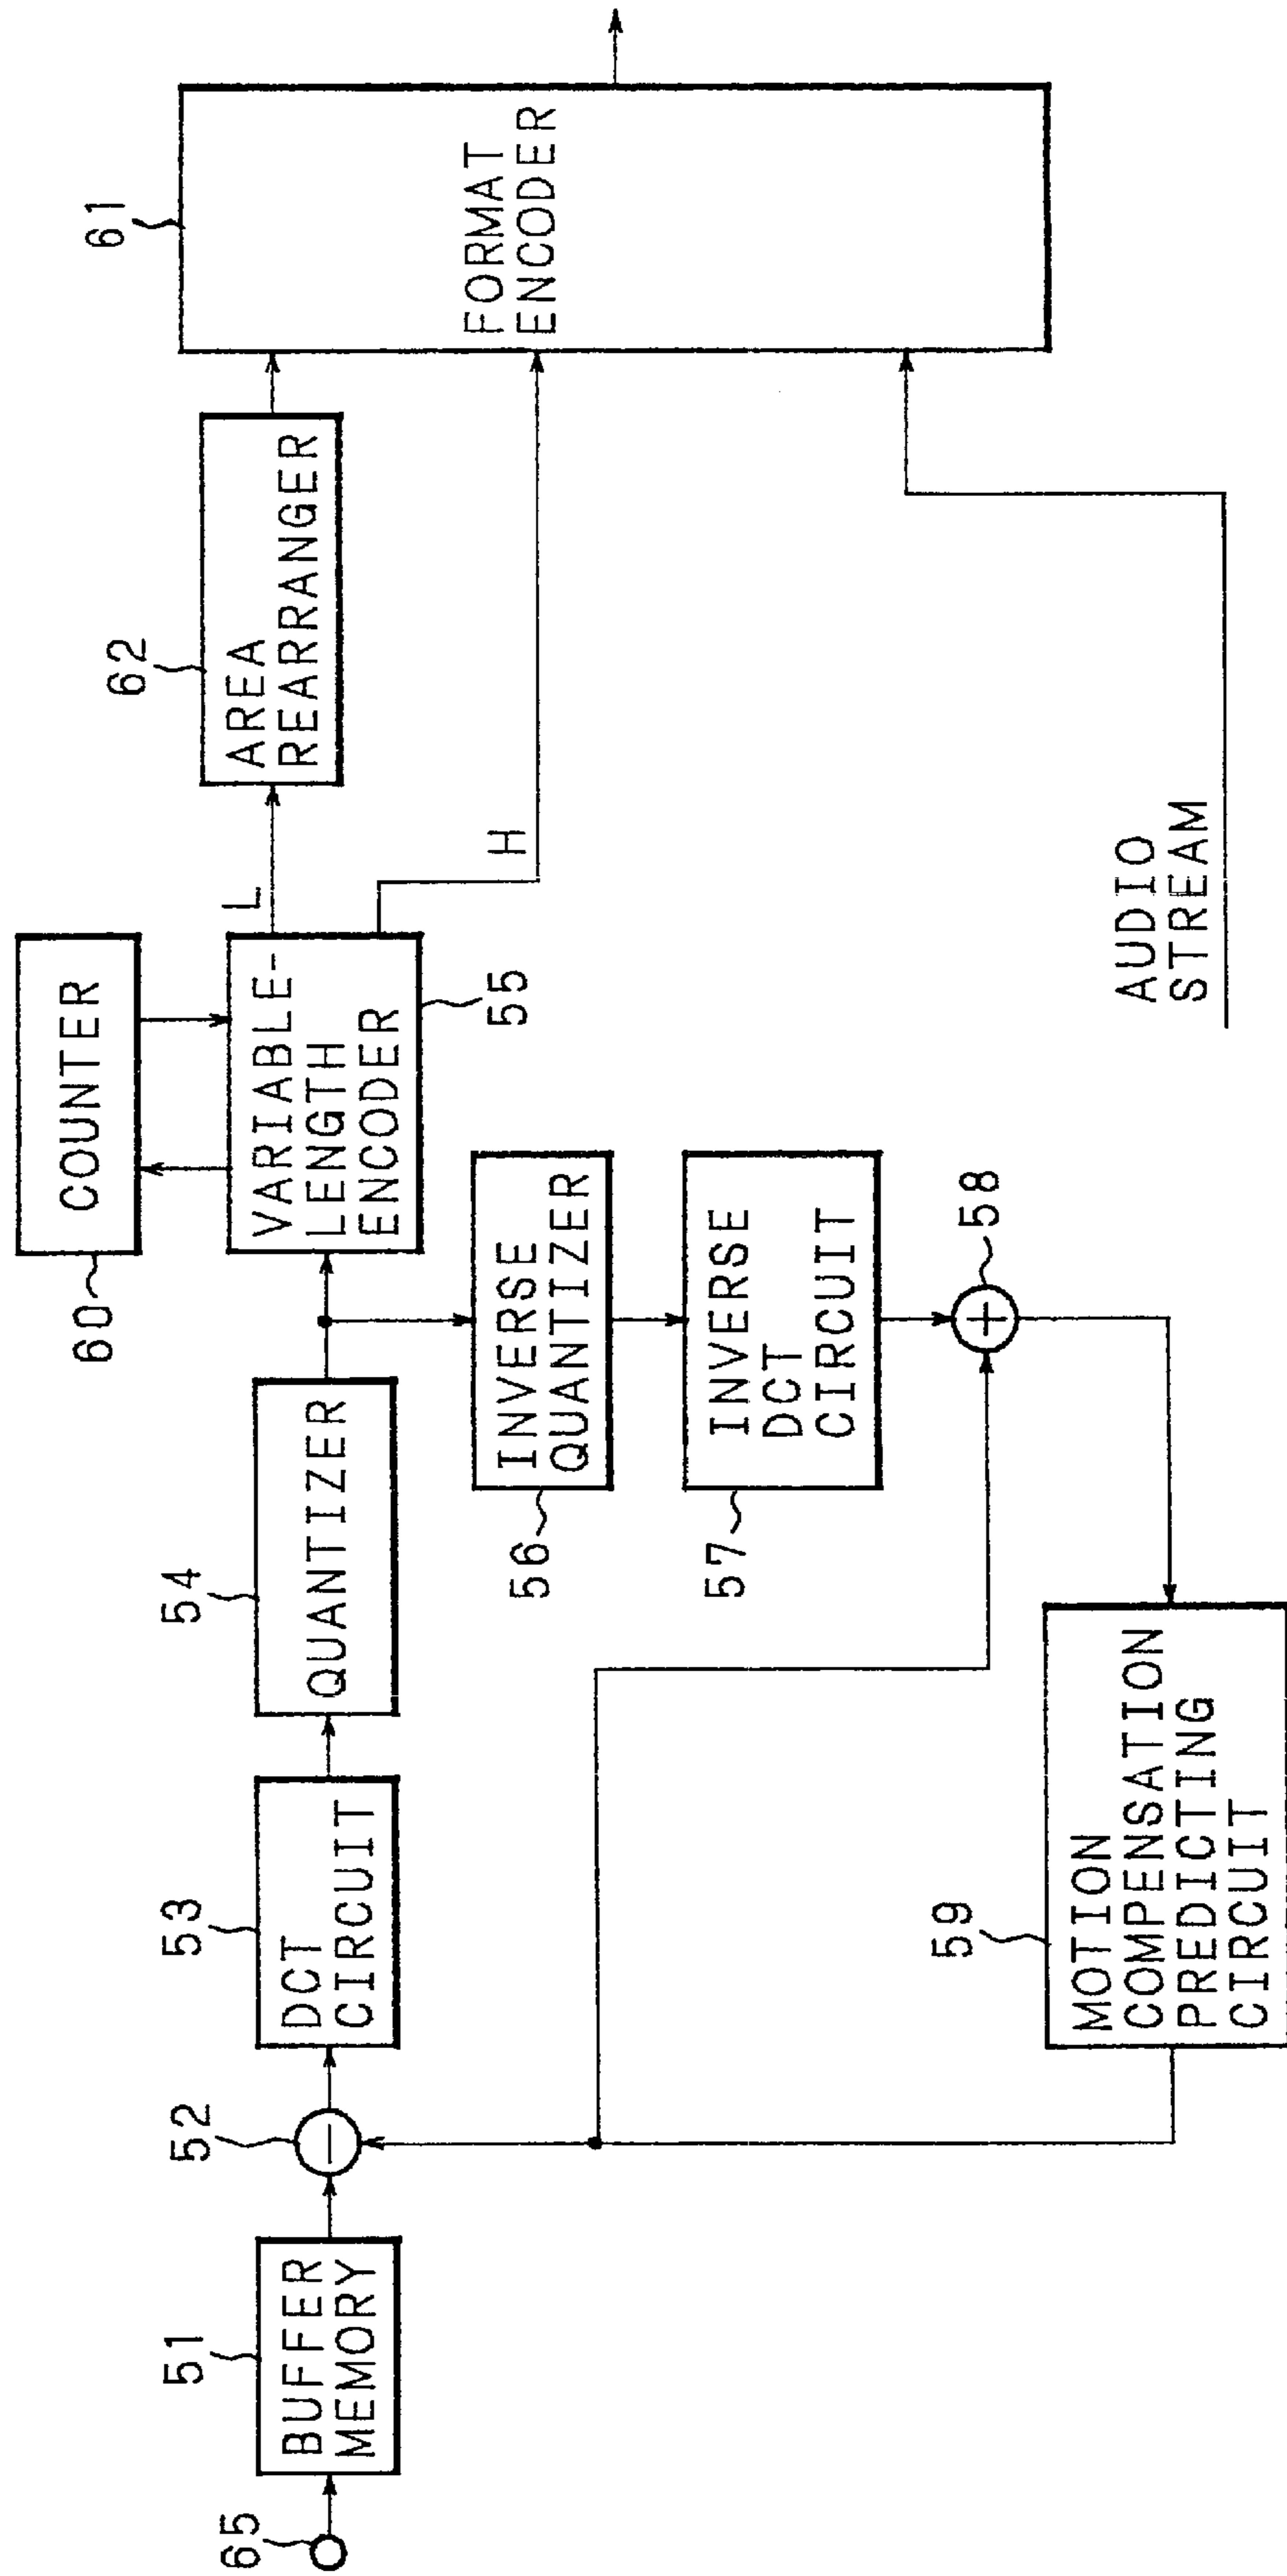 65
51
BUFFER
MEMORY
52
53
DCT
CIRCUIT
54
QUANTIZER
60
COUNTER
VARIABLE-
LENGTH
ENCODER
55
L
H
62
AREA
REARRANGER
61
FORMAT
ENCODER
56
INVERSE
QUANTIZER
57
INVERSE
DCT
CIRCUIT
58
59
MOTION
COMPENSATION
PREDICTING
CIRCUIT
AUDIO
STREAM